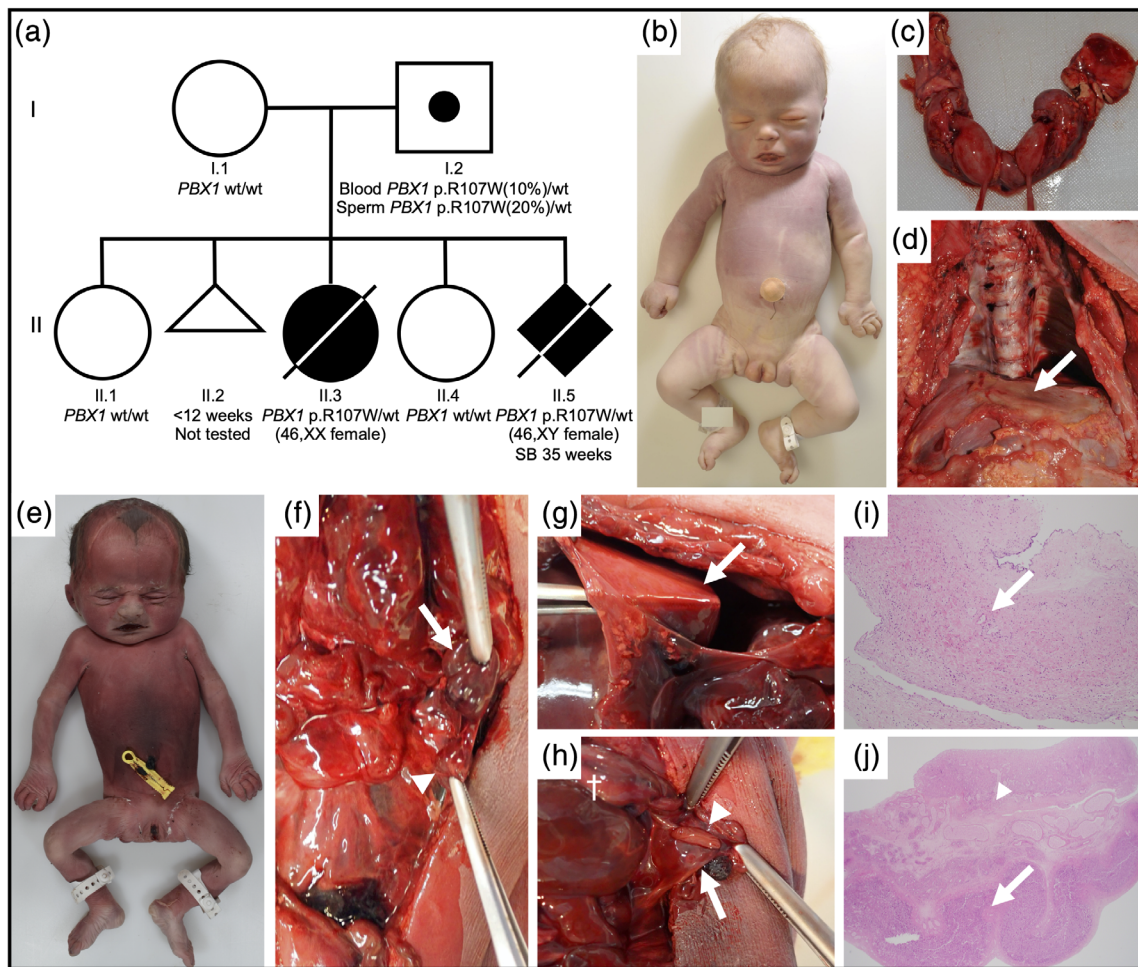 (a)
I
I.1
PBX1 wt/wt
I.2
Blood PBX1 p.R107W(10%)/wt
Sperm PBX1 p.R107W(20%)/wt
II
II.1
PBX1 wt/wt
II.2
<12 weeks
Not tested
II.3
PBX1 p.R107W/wt
(46,XX female)
II.4
PBX1 wt/wt
II.5
PBX1 p.R107W/wt
(46,XY female)
SB 35 weeks
(b)
(c)
(d)
(e)
(f)
(g)
(h)
†
(i)
(j)